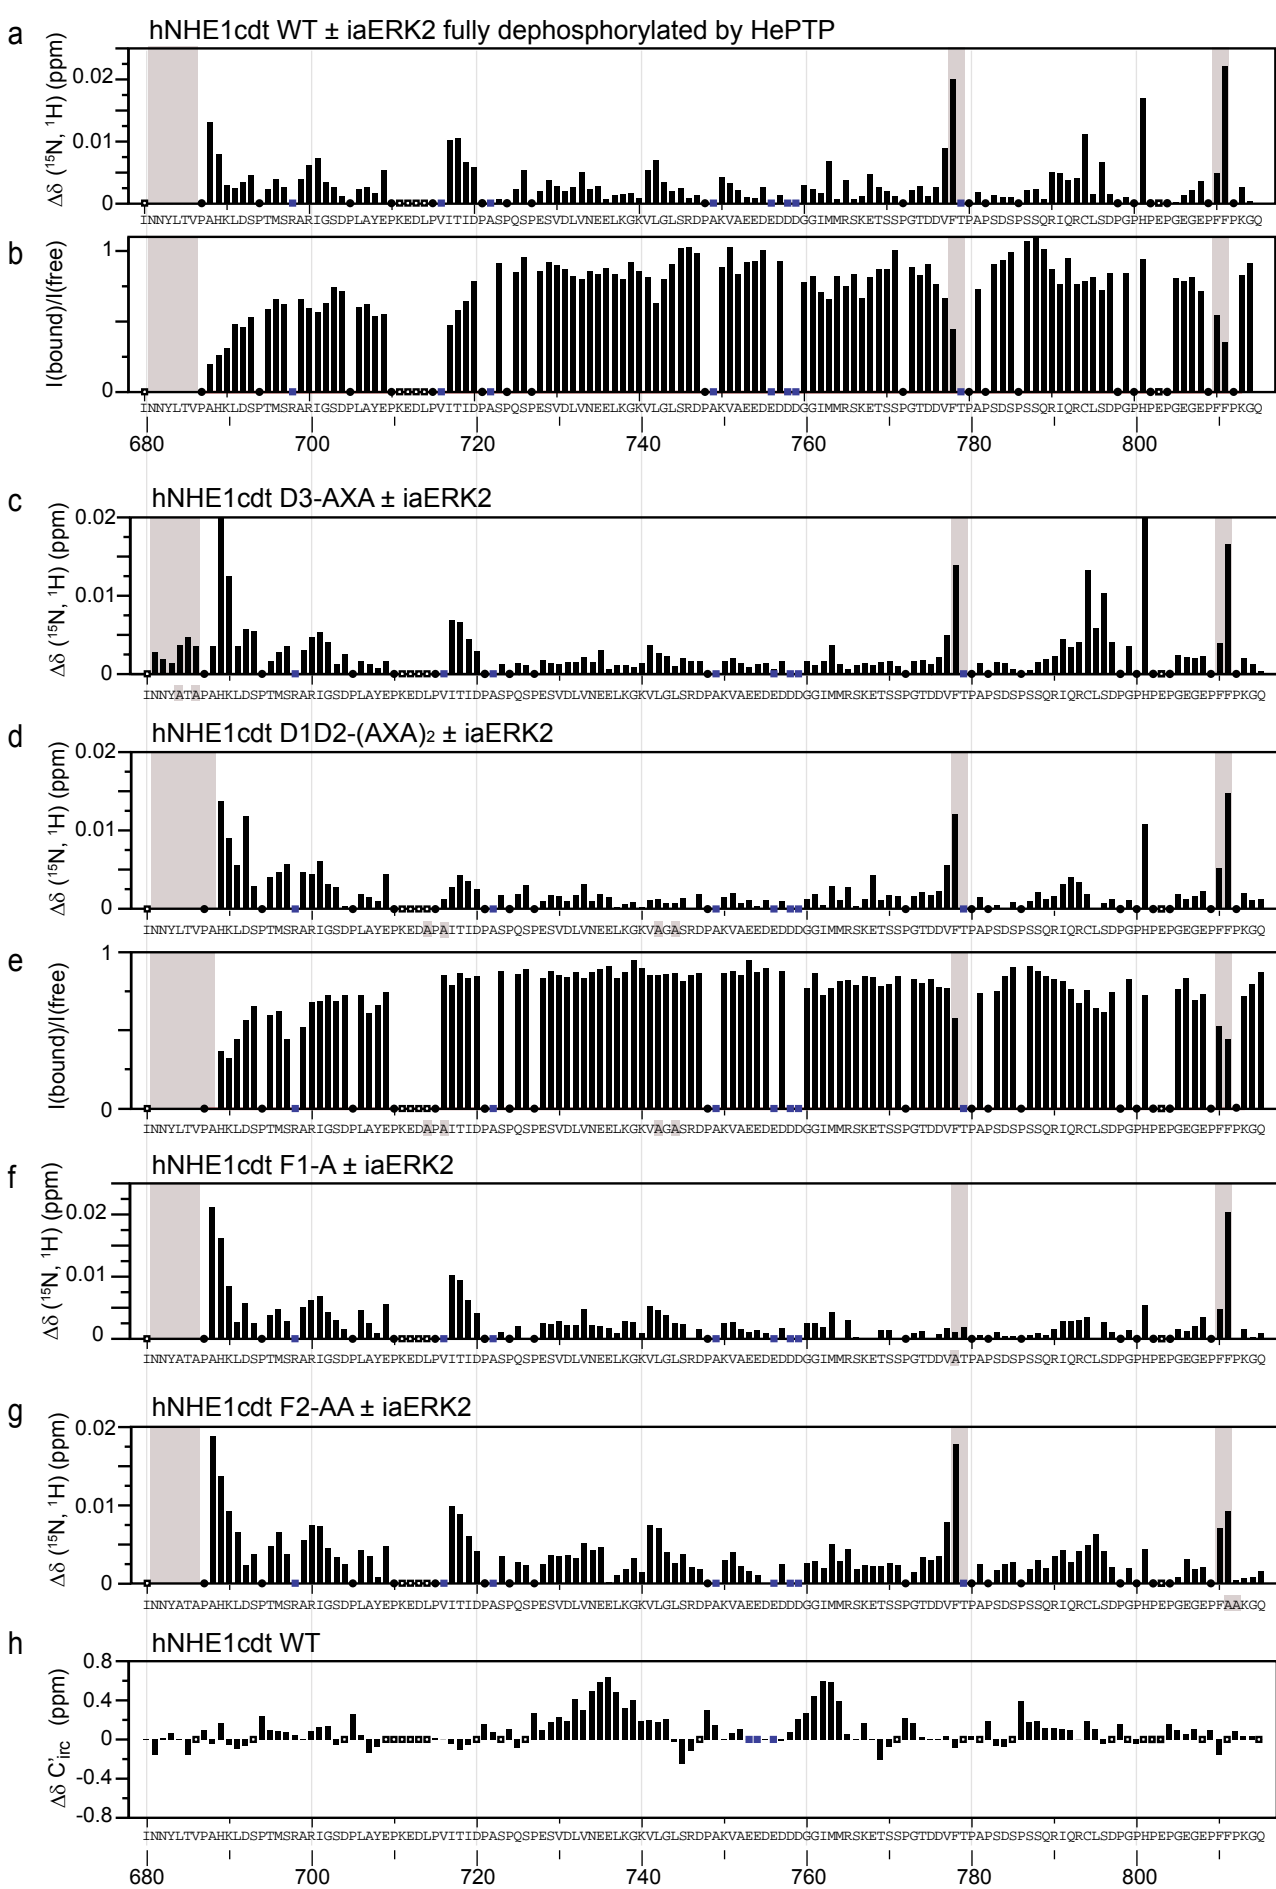 a
hNHE1cdt WT ± iaERK2 fully dephosphorylated by HePTP
Δδ (¹⁵N, ¹H) (ppm)
0.02
0.01
0
INNYLTVPAHKLDSPTMSRARIGSDPLAYEPKEDLPVITIDPASPQSPESVDLVNEELKGKVLGLSRDPAKVAEEDEDDDGGIMMRSKETSSPGTDDVFTPAPSDSPSSQRIQRCLSDPGPHPEPGEGEPFFPKGQ
b
I(bound)/I(free)
1
0
INNYLTVPAHKLDSPTMSRARIGSDPLAYEPKEDLPVITIDPASPQSPESVDLVNEELKGKVLGLSRDPAKVAEEDEDDDGGIMMRSKETSSPGTDDVFTPAPSDSPSSQRIQRCLSDPGPHPEPGEGEPFFPKGQ
680 700 720 740 760 780 800
c
hNHE1cdt D3-AXA ± iaERK2
Δδ (¹⁵N, ¹H) (ppm)
0.02
0.01
0
INNYATAPAHKLDSPTMSRARIGSDPLAYEPKEDLPVITIDPASPQSPESVDLVNEELKGKVLGLSRDPAKVAEEDEDDDGGIMMRSKETSSPGTDDVFTPAPSDSPSSQRIQRCLSDPGPHPEPGEGEPFFPKGQ
d
hNHE1cdt D1D2-(AXA)₂ ± iaERK2
Δδ (¹⁵N, ¹H) (ppm)
0.02
0.01
0
INNYLTVPAHKLDSPTMSRARIGSDPLAYEPKEDAPAITIDPASPQSPESVDLVNEELKGKVAGASRDPAKVAEEDEDDDGGIMMRSKETSSPGTDDVFTPAPSDSPSSQRIQRCLSDPGPHPEPGEGEPFFPKGQ
e
I(bound)/I(free)
1
0
INNYLTVPAHKLDSPTMSRARIGSDPLAYEPKEDAPAITIDPASPQSPESVDLVNEELKGKVAGASRDPAKVAEEDEDDDGGIMMRSKETSSPGTDDVFTPAPSDSPSSQRIQRCLSDPGPHPEPGEGEPFFPKGQ
f
hNHE1cdt F1-A ± iaERK2
Δδ (¹⁵N, ¹H) (ppm)
0.02
0.01
0
INNYATAPAHKLDSPTMSRARIGSDPLAYEPKEDLPVITIDPASPQSPESVDLVNEELKGKVLGLSRDPAKVAEEDEDDDGGIMMRSKETSSPGTDDVATPAPSDSPSSQRIQRCLSDPGPHPEPGEGEPFFPKGQ
g
hNHE1cdt F2-AA ± iaERK2
Δδ (¹⁵N, ¹H) (ppm)
0.02
0.01
0
INNYATAPAHKLDSPTMSRARIGSDPLAYEPKEDLPVITIDPASPQSPESVDLVNEELKGKVLGLSRDPAKVAEEDEDDDGGIMMRSKETSSPGTDDVFTPAPSDSPSSQRIQRCLSDPGPHPEPGEGEPFAAKGQ
h
hNHE1cdt WT
Δδ C'irc (ppm)
0.8
0.4
0
-0.4
-0.8
INNYLTVPAHKLDSPTMSRARIGSDPLAYEPKEDLPVITIDPASPQSPESVDLVNEELKGKVLGLSRDPAKVAEEDEDDDGGIMMRSKETSSPGTDDVFTPAPSDSPSSQRIQRCLSDPGPHPEPGEGEPFFPKGQ
680 700 720 740 760 780 800